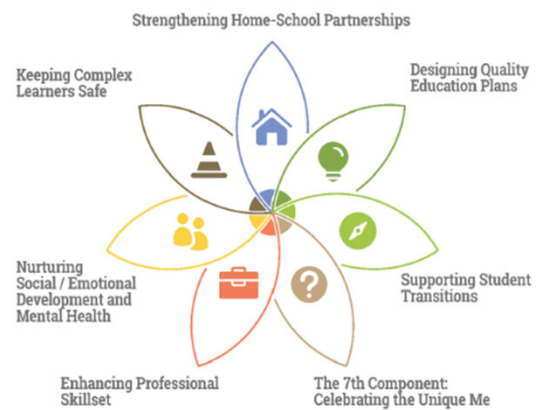 Strengthening Home-School Partnerships
Keeping Complex
Learners Safe
Designing Quality
Education Plans
Nurturing
Social / Emotional
Development and
Mental Health
Supporting Student
Transitions
?
Enhancing Professional
Skillset
The 7th Component:
Celebrating the Unique Me